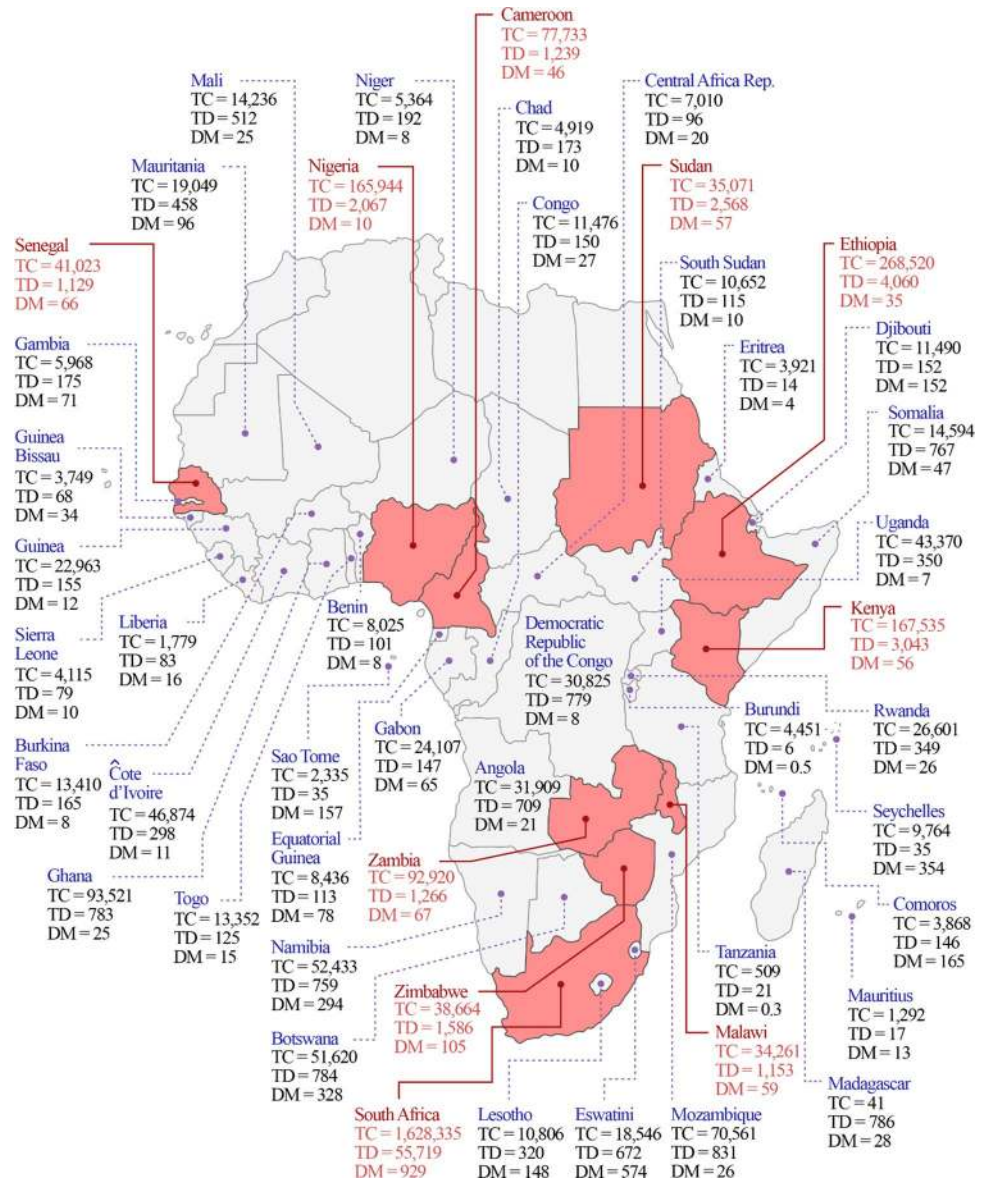 Cameroon
TC = 77,733
TD = 1,239
DM = 46
Mali
TC = 14,236
TD = 512
DM = 25
Niger
TC = 5,364
TD = 192
DM = 8
Central Africa Rep.
TC = 7,010
TD = 96
DM = 20
Chad
TC = 4,919
TD = 173
DM = 10
Mauritania
TC = 19,049
TD = 458
DM = 96
Nigeria
TC = 165,944
TD = 2,067
DM = 10
Sudan
TC = 35,071
TD = 2,568
DM = 57
Congo
TC = 11,476
TD = 150
DM = 27
Senegal
TC = 41,023
TD = 1,129
DM = 66
Ethiopia
TC = 268,520
TD = 4,060
DM = 35
South Sudan
TC = 10,652
TD = 115
DM = 10
Djibouti
TC = 11,490
TD = 152
DM = 152
Gambia
TC = 5,968
TD = 175
DM = 71
Eritrea
TC = 3,921
TD = 14
DM = 4
Somalia
TC = 14,594
TD = 767
DM = 47
Guinea
Bissau
TC = 3,749
TD = 68
DM = 34
Uganda
TC = 43,370
TD = 350
DM = 7
Guinea
TC = 22,963
TD = 155
DM = 12
Liberia
TC = 1,779
TD = 83
DM = 16
Benin
TC = 8,025
TD = 101
DM = 8
Democratic
Republic
of the Congo
TC = 30,825
TD = 779
DM = 8
Kenya
TC = 167,535
TD = 3,043
DM = 56
Sierra
Leone
TC = 4,115
TD = 79
DM = 10
Burundi
TC = 4,451
TD = 6
DM = 0.5
Rwanda
TC = 26,601
TD = 349
DM = 26
Gabon
TC = 24,107
TD = 147
DM = 65
Burkina
Faso
TC = 13,410
TD = 165
DM = 8
Ĉote
d’Ivoire
TC = 46,874
TD = 298
DM = 11
Sao Tome
TC = 2,335
TD = 35
DM = 157
Angola
TC = 31,909
TD = 709
DM = 21
Seychelles
TC = 9,764
TD = 35
DM = 354
Equatorial
Guinea
TC = 8,436
TD = 113
DM = 78
Zambia
TC = 92,920
TD = 1,266
DM = 67
Ghana
TC = 93,521
TD = 783
DM = 25
Togo
TC = 13,352
TD = 125
DM = 15
Comoros
TC = 3,868
TD = 146
DM = 165
Namibia
TC = 52,433
TD = 759
DM = 294
Tanzania
TC = 509
TD = 21
DM = 0.3
Zimbabwe
TC = 38,664
TD = 1,586
DM = 105
Mauritius
TC = 1,292
TD = 17
DM = 13
Botswana
TC = 51,620
TD = 784
DM = 328
Malawi
TC = 34,261
TD = 1,153
DM = 59
Madagascar
TC = 41
TD = 786
DM = 28
South Africa
TC = 1,628,335
TD = 55,719
DM = 929
Lesotho
TC = 10,806
TD = 320
DM = 148
Eswatini
TC = 18,546
TD = 672
DM = 574
Mozambique
TC = 70,561
TD = 831
DM = 26